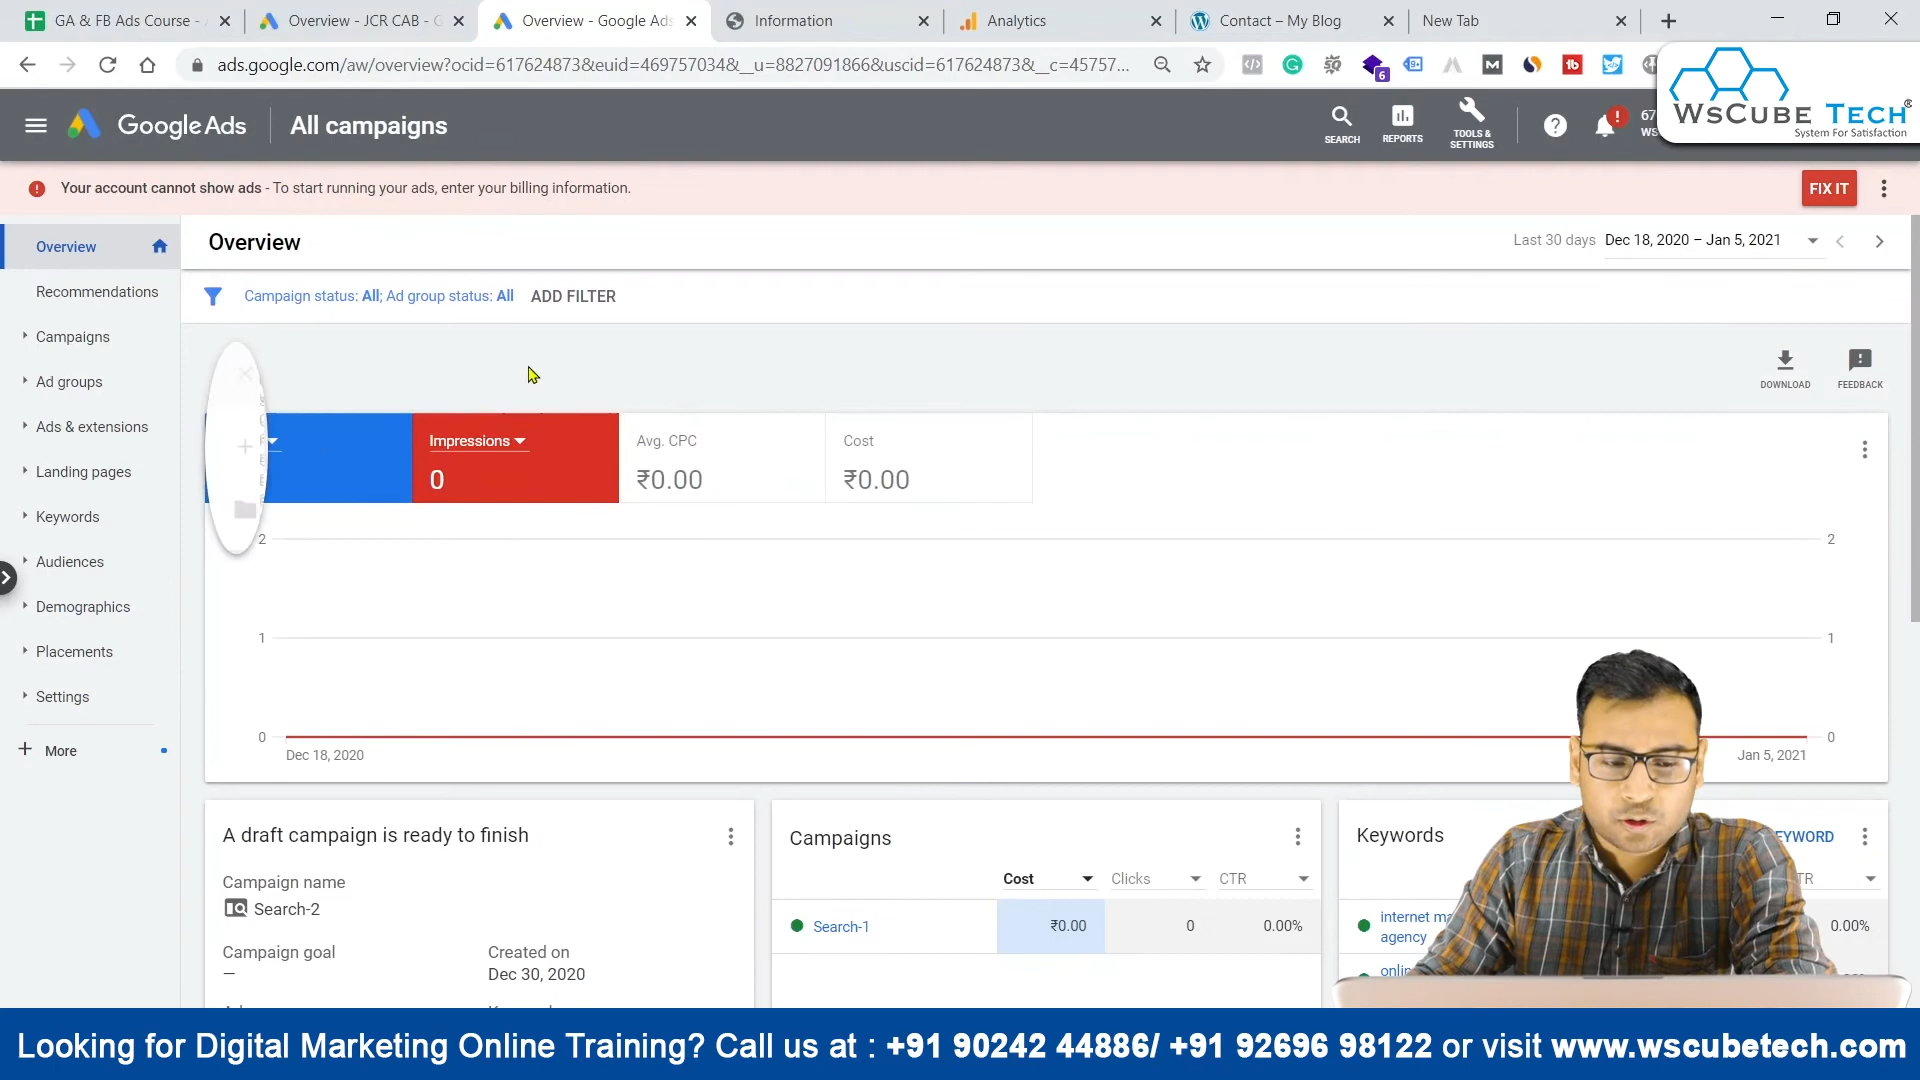 GA & FB Ads Course -
Overview - JCR CAB - G
Overview - Google Ads
Information
Analytics
Contact – My Blog
New Tab
ads.google.com/aw/overview?ocid=617624873&euid=469757034&__u=8827091866&uscid=617624873&__c=45757...
6
WsCube Tech®
System For Satisfaction
Google Ads
All campaigns
SEARCH
REPORTS
TOOLS &
SETTINGS
67
WS
Your account cannot show ads - To start running your ads, enter your billing information.
FIX IT
Overview
Recommendations
Campaigns
Ad groups
Ads & extensions
Landing pages
Keywords
Audiences
Demographics
Placements
Settings
More
Overview
Last 30 days Dec 18, 2020 – Jan 5, 2021
Campaign status: All; Ad group status: All ADD FILTER
DOWNLOAD
FEEDBACK
Impressions
0
Avg. CPC
₹0.00
Cost
₹0.00
2 2
1 1
0 0
Dec 18, 2020
Jan 5, 2021
A draft campaign is ready to finish
Campaign name
Search-2
Campaign goal
—
Created on
Dec 30, 2020
Campaigns
Cost Clicks CTR
Search-1 ₹0.00 0 0.00%
Keywords
EYWORD
TR
internet ma
agency
0.00%
onlin
Looking for Digital Marketing Online Training? Call us at : +91 90242 44886/ +91 92696 98122 or visit www.wscubetech.com